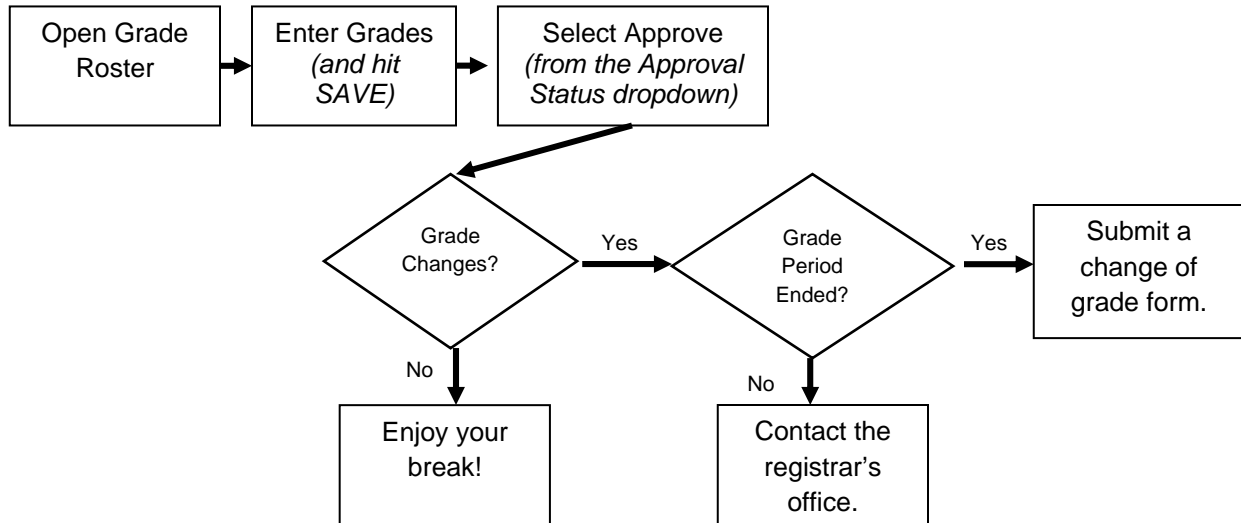 Open Grade
Roster
Enter Grades
(and hit
SAVE)
Select Approve
(from the Approval
Status dropdown)
Grade
Changes?
Yes
Grade
Period
Ended?
Yes
Submit a
change of
grade form.
No
Enjoy your
break!
No
Contact the
registrar's
office.